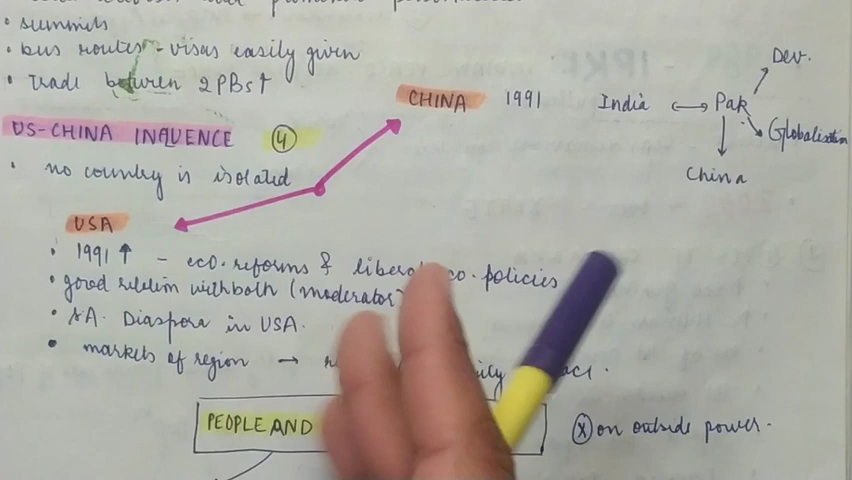 • summits
• bus routes - visas easily given
• trade between 2 PBs↑
CHINA 1991 India ↔ Pak
Dev.
Globalisation
China
US-CHINA INFLUENCE ④
• no country is isolated
USA
• 1991 ↑ - eco. reforms & liberal eco. policies
• good relation with both (moderator)
• SA. Diaspora in USA.
• markets of region →
PEOPLE AND
ⓧ on outside power.